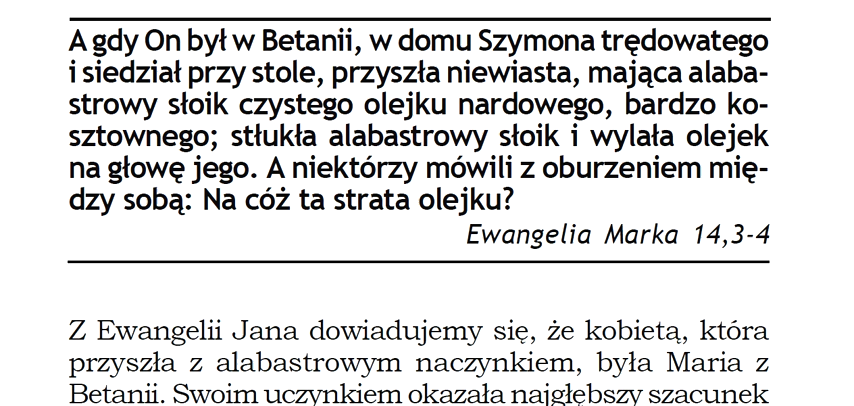 A gdy On był w Betanii, w domu Szymona trędowatego
i siedział przy stole, przyszła niewiasta, mająca alaba-
strowy słoik czystego olejku nardowego, bardzo ko-
sztownego; stłukła alabastrowy słoik i wylała olejek
na głowę jego. A niektórzy mówili z oburzeniem mię-
dzy sobą: Na cóż ta strata olejku?
Ewangelia Marka 14,3-4
Z Ewangelii Jana dowiadujemy się, że kobietą, która
przyszła z alabastrowym naczynkiem, była Maria z
Betanii. Swoim uczynkiem okazała najgłębszy szacunek